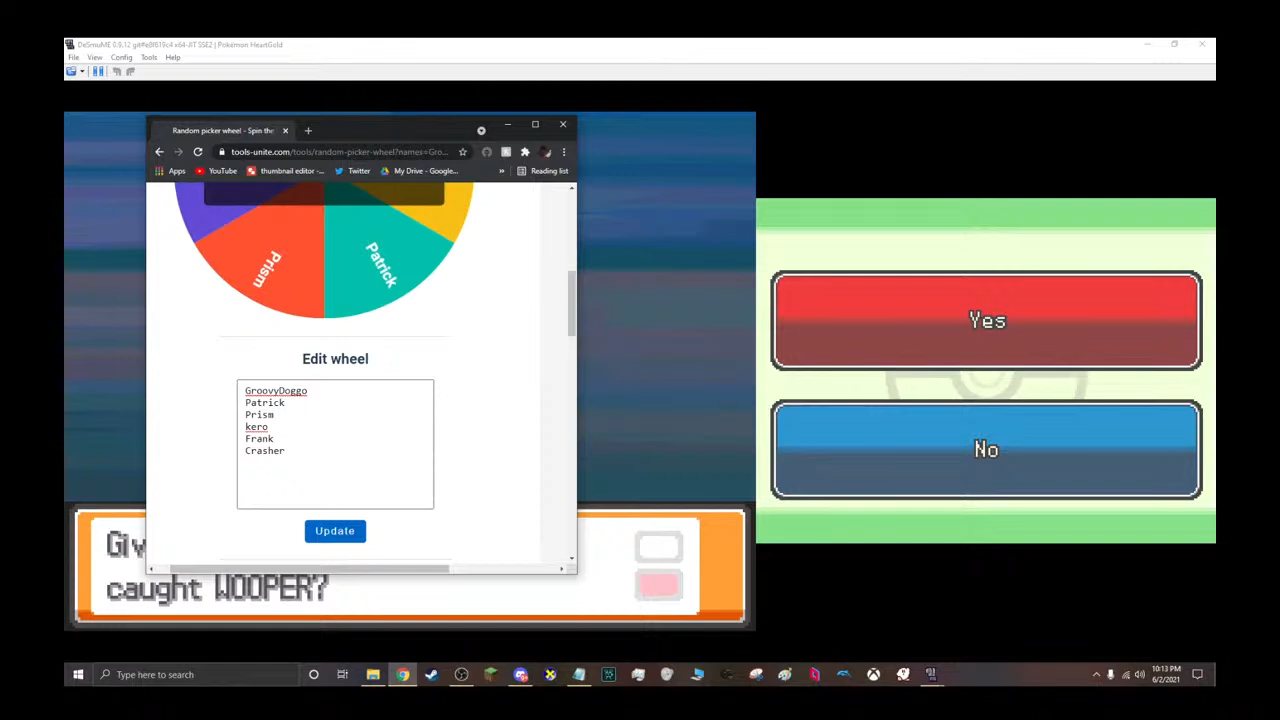 DeSmuME 0.9.12 git#e8f619c4 x64-JIT SSE2 | Pokémon HeartGold
File View Config Tools Help
Random picker wheel - Spin the
tools-unite.com/tools/random-picker-wheel?names=Gro...
Apps YouTube thumbnail editor -... Twitter My Drive - Google... » Reading list
Prism Patrick
Edit wheel
GroovyDoggo
Patrick
Prism
kero
Frank
Crasher
Update
Yes
No
Giv
caught WOOPER?
Type here to search
10:13 PM
6/2/2021